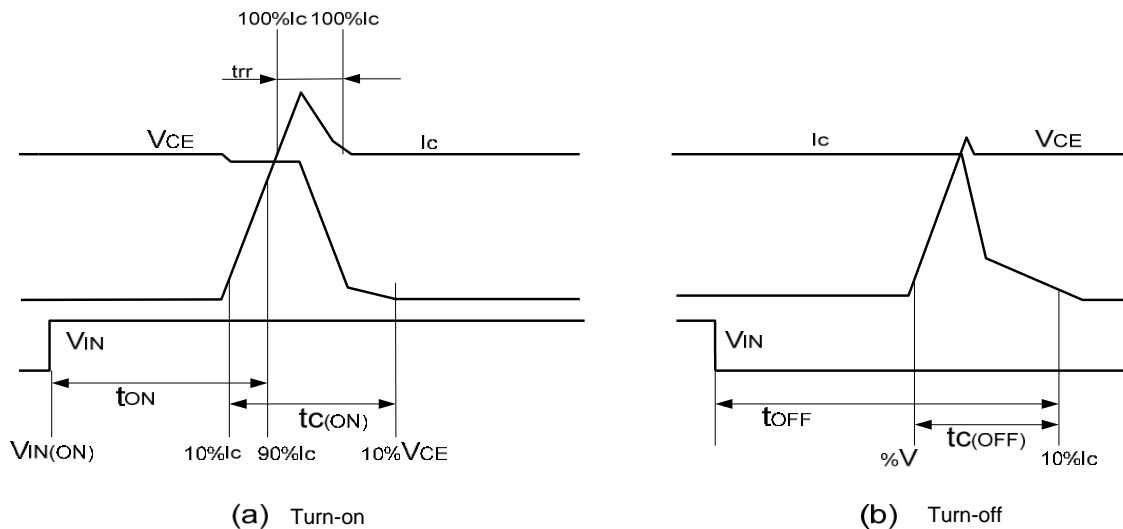 100%Ic 100%Ic
trr
VCE Ic
VIN
tON
tC(ON)
VIN(ON) 10%Ic 90%Ic 10%VCE
(a) Turn-on
Ic VCE
VIN
tOFF
tC(OFF)
%V 10%Ic
(b) Turn-off